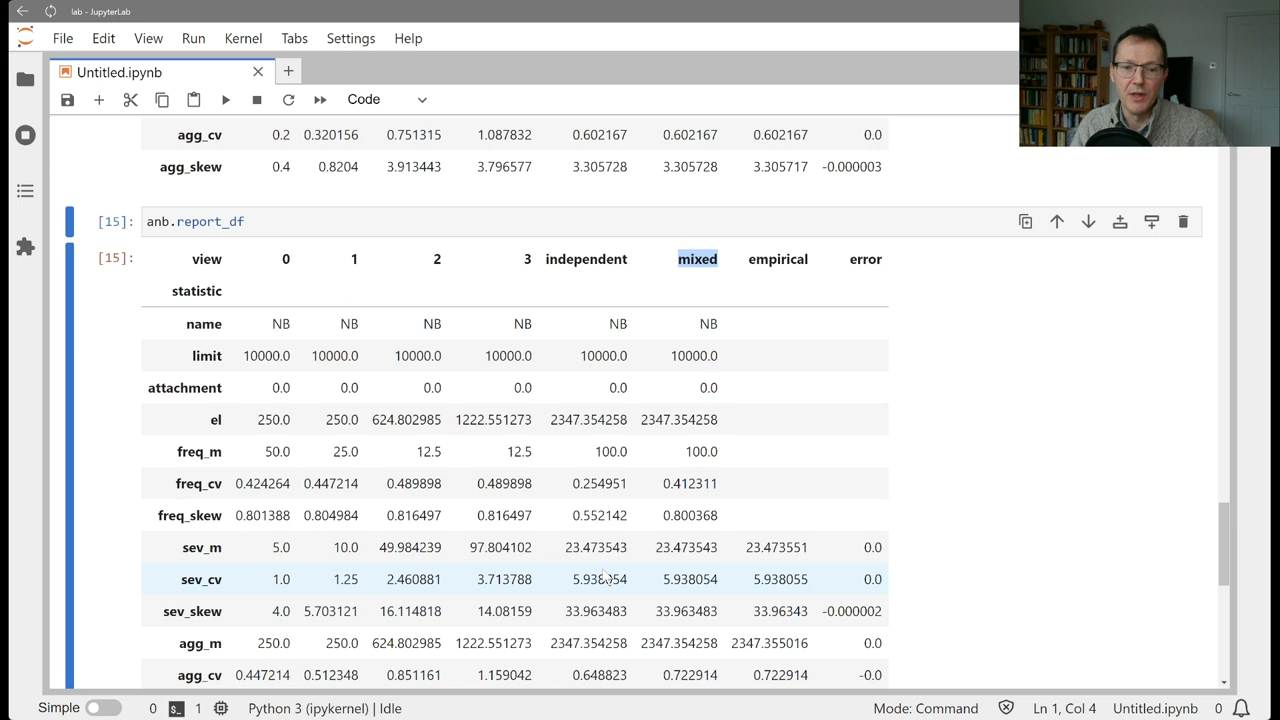 lab - JupyterLab
File Edit View Run Kernel Tabs Settings Help
Untitled.ipynb
Code
agg_cv 0.2 0.320156 0.751315 1.087832 0.602167 0.602167 0.602167 0.0
agg_skew 0.4 0.8204 3.913443 3.796577 3.305728 3.305728 3.305717 -0.000003
[15]: anb.report_df
[15]: view 0 1 2 3 independent mixed empirical error
statistic
name NB NB NB NB NB NB
limit 10000.0 10000.0 10000.0 10000.0 10000.0 10000.0
attachment 0.0 0.0 0.0 0.0 0.0 0.0
el 250.0 250.0 624.802985 1222.551273 2347.354258 2347.354258
freq_m 50.0 25.0 12.5 12.5 100.0 100.0
freq_cv 0.424264 0.447214 0.489898 0.489898 0.254951 0.412311
freq_skew 0.801388 0.804984 0.816497 0.816497 0.552142 0.800368
sev_m 5.0 10.0 49.984239 97.804102 23.473543 23.473543 23.473551 0.0
sev_cv 1.0 1.25 2.460881 3.713788 5.938054 5.938054 5.938055 0.0
sev_skew 4.0 5.703121 16.114818 14.08159 33.963483 33.963483 33.96343 -0.000002
agg_m 250.0 250.0 624.802985 1222.551273 2347.354258 2347.354258 2347.355016 0.0
agg_cv 0.447214 0.512348 0.851161 1.159042 0.648823 0.722914 0.722914 -0.0
Simple 0 $_ 1 Python 3 (ipykernel) | Idle Mode: Command Ln 1, Col 4 Untitled.ipynb 0